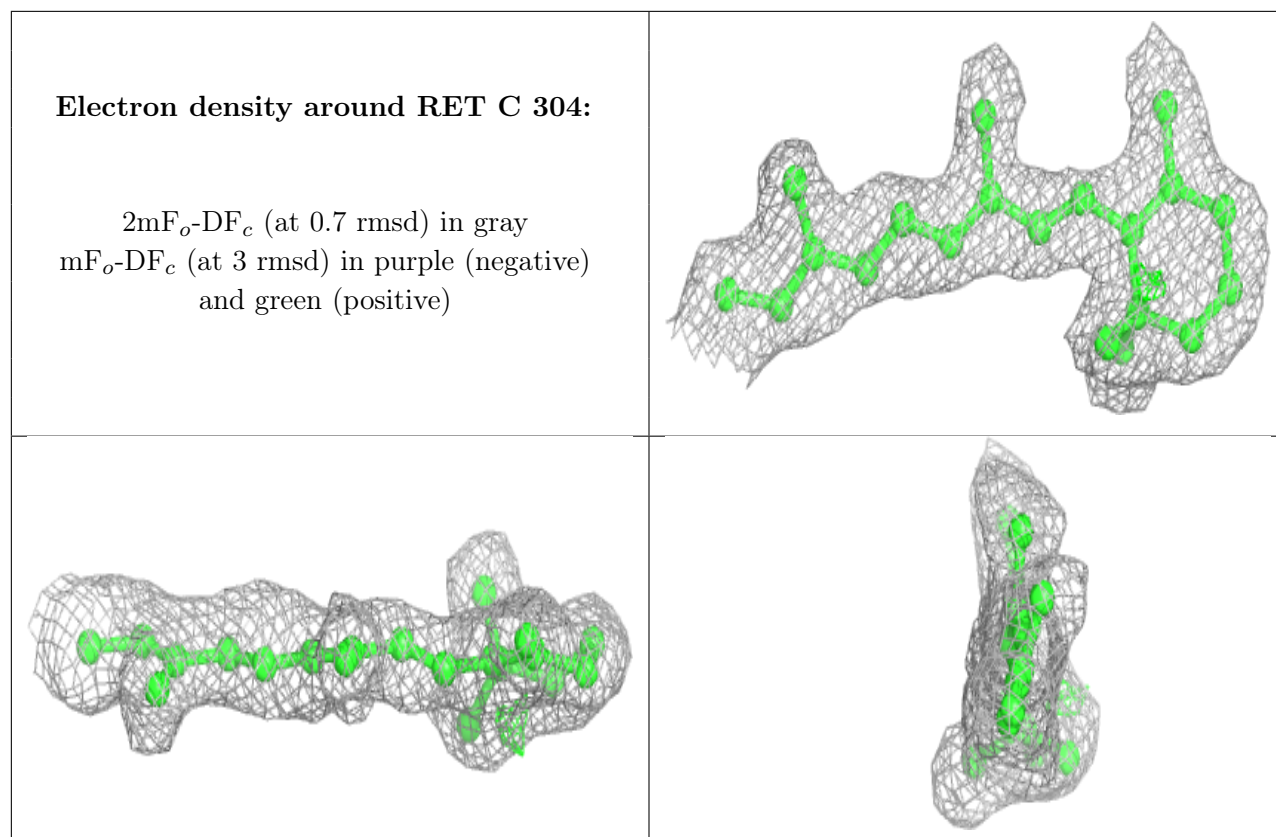 Electron density around RET C 304:
2mFo-DFc (at 0.7 rmsd) in gray
mFo-DFc (at 3 rmsd) in purple (negative)
and green (positive)